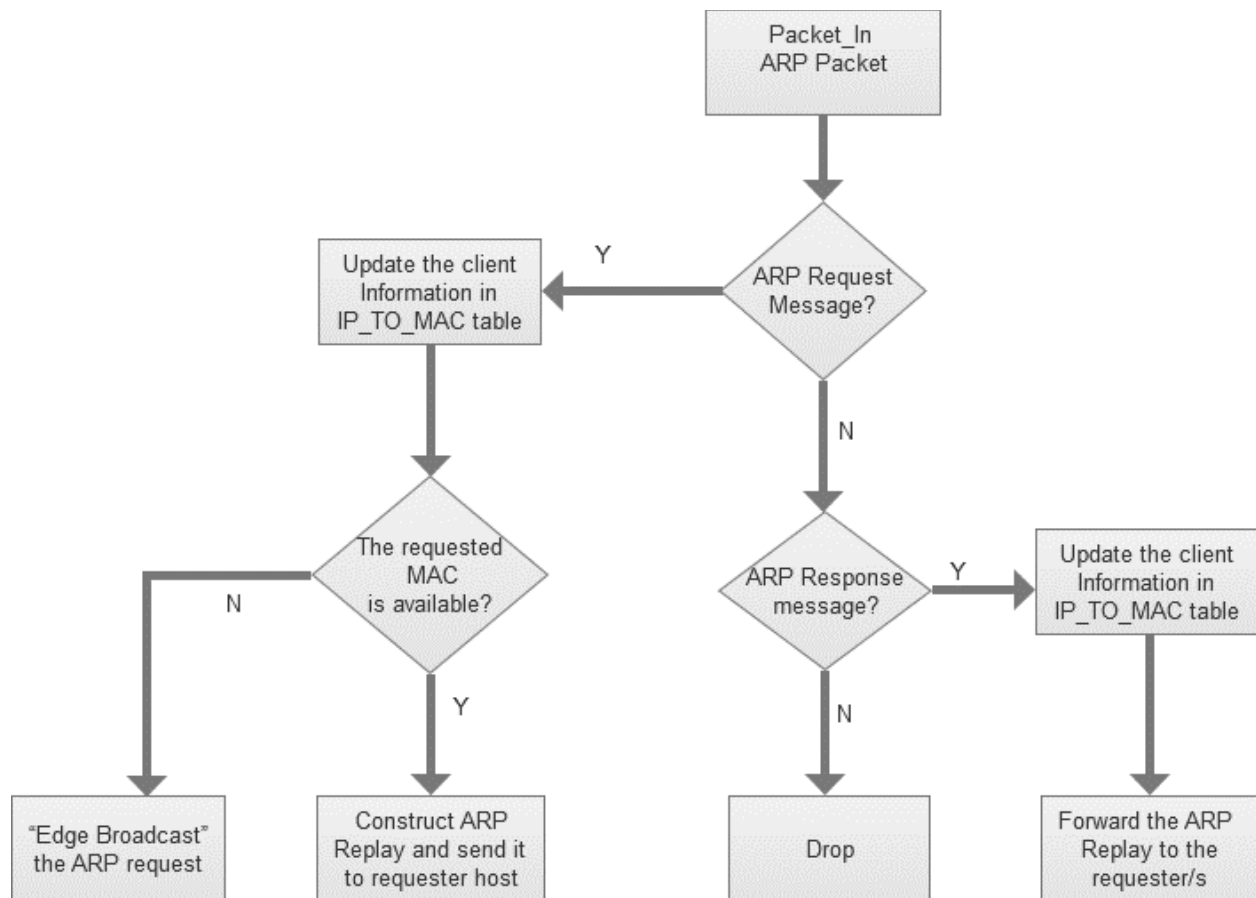 Packet_In
ARP Packet
Y
ARP Request
Message?
Update the client
Information in
IP_TO_MAC table
N
The requested
MAC
is available?
N
Y
ARP Response
message?
Y
Update the client
Information in
IP_TO_MAC table
N
“Edge Broadcast”
the ARP request
Construct ARP
Replay and send it
to requester host
Drop
Forward the ARP
Replay to the
requester/s